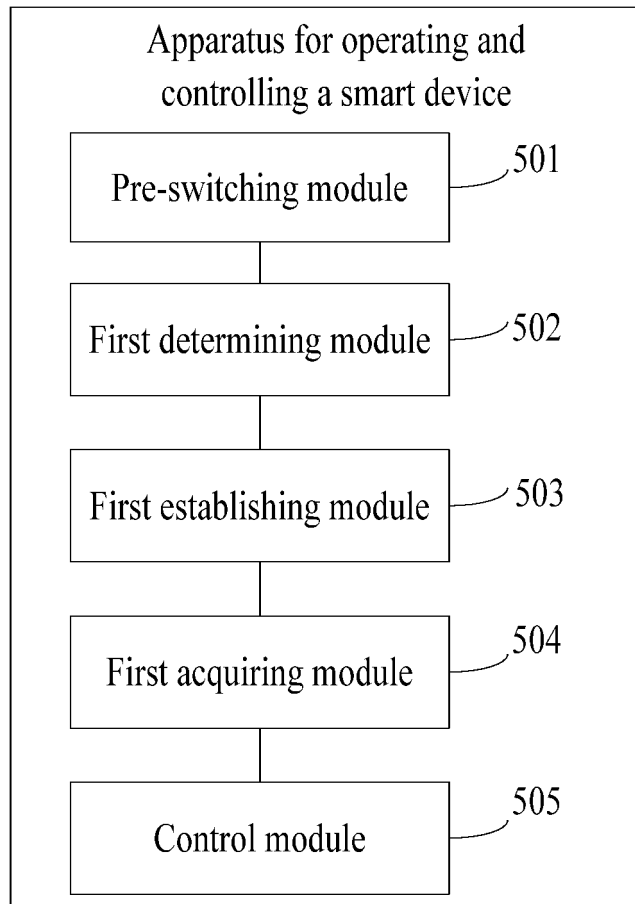 Apparatus for operating and
controlling a smart device
Pre-switching module
501
First determining module
502
First establishing module
503
First acquiring module
504
Control module
505